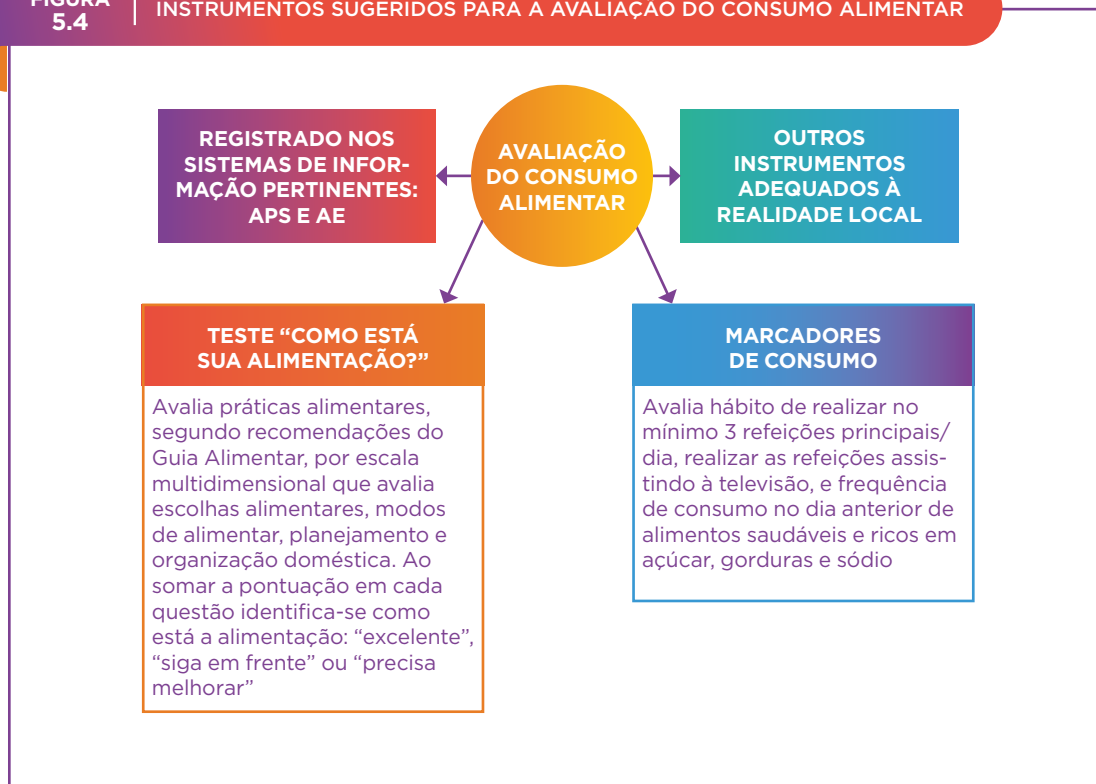 FIGURA
5.4
INSTRUMENTOS SUGERIDOS PARA A AVALIAÇÃO DO CONSUMO ALIMENTAR
REGISTRADO NOS
SISTEMAS DE INFOR-
MAÇÃO PERTINENTES:
APS E AE
AVALIAÇÃO
DO CONSUMO
ALIMENTAR
OUTROS
INSTRUMENTOS
ADEQUADOS À
REALIDADE LOCAL
TESTE “COMO ESTÁ
SUA ALIMENTAÇÃO?”
Avalia práticas alimentares,
segundo recomendações do
Guia Alimentar, por escala
multidimensional que avalia
escolhas alimentares, modos
de alimentar, planejamento e
organização doméstica. Ao
somar a pontuação em cada
questão identifica-se como
está a alimentação: “excelente”,
“siga em frente” ou “precisa
melhorar”
MARCADORES
DE CONSUMO
Avalia hábito de realizar no
mínimo 3 refeições principais/
dia, realizar as refeições assis-
tindo à televisão, e frequência
de consumo no dia anterior de
alimentos saudáveis e ricos em
açúcar, gorduras e sódio